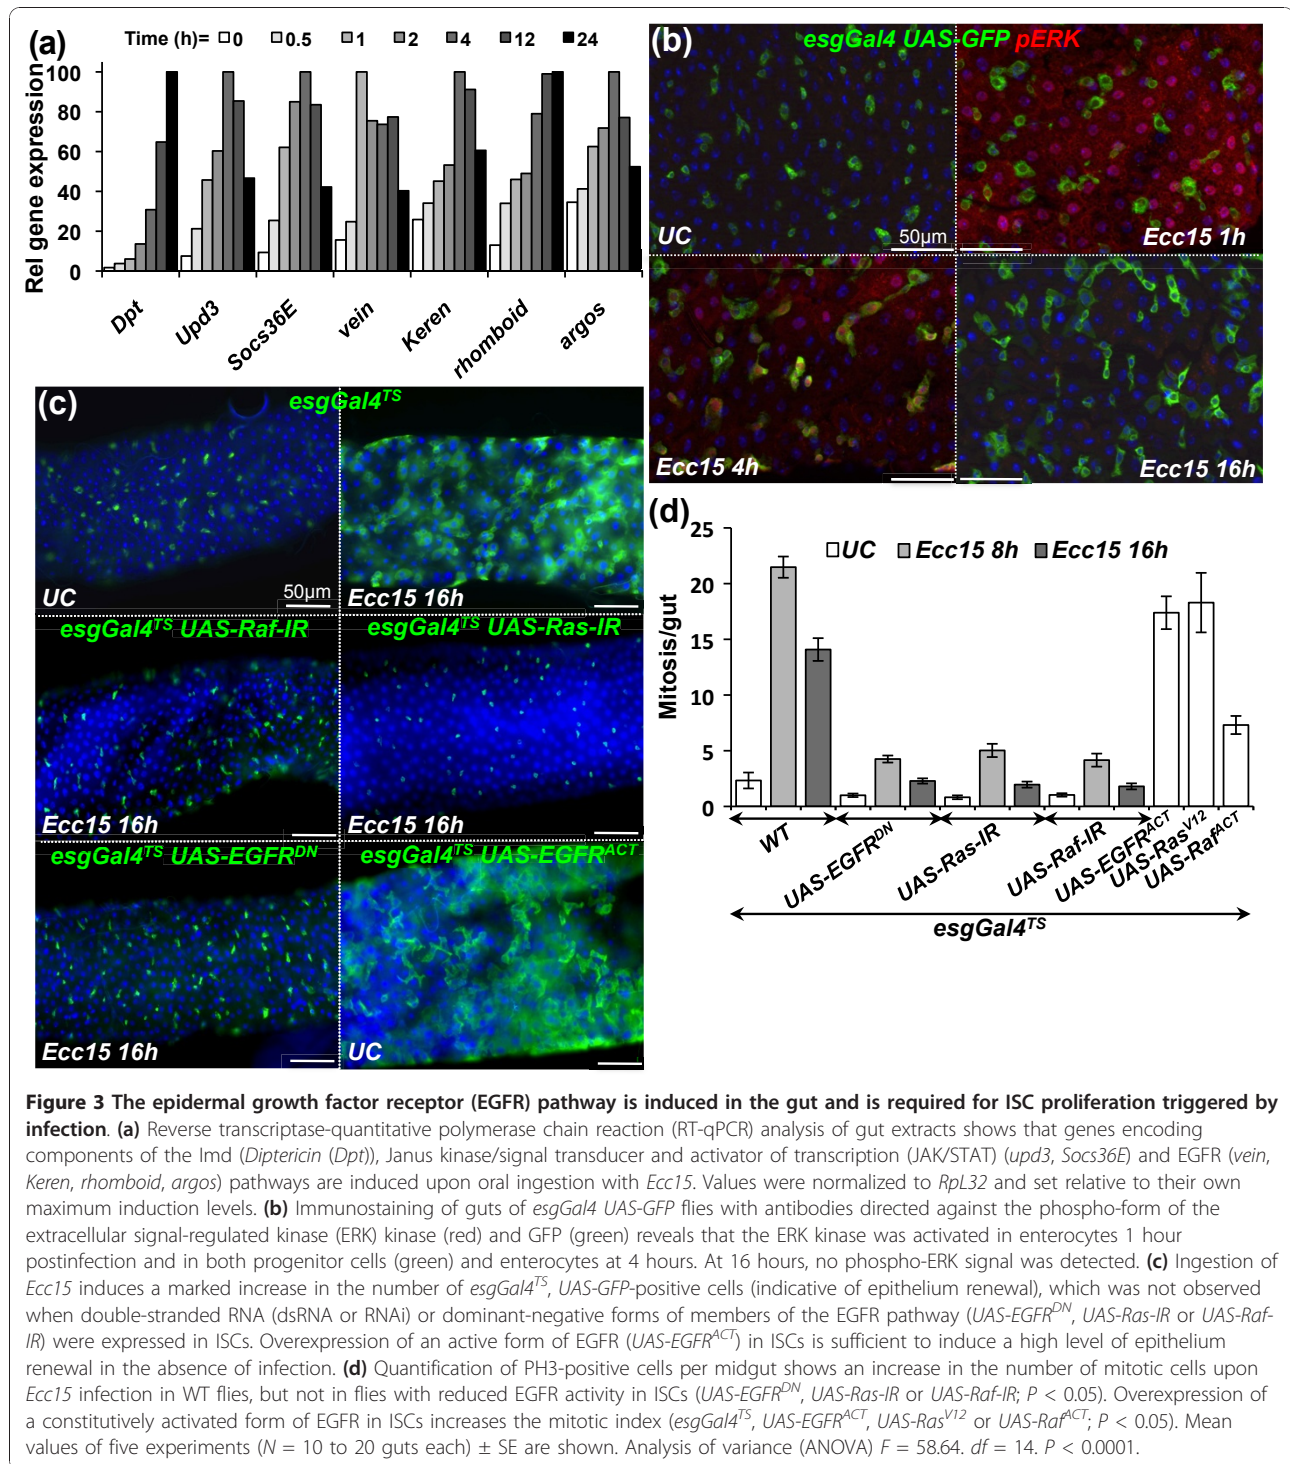 (a)
Time (h)= 0 0.5 1 2 4 12 24
Rel gene expression
100
80
60
40
20
0
Dpt
Upd3
Socs36E
vein
Keren
rhomboid
argos
(b)
esgGal4 UAS-GFP pERK
UC
50µm
Ecc15 1h
Ecc15 4h
Ecc15 16h
(c)
esgGal4TS
UC
50µm
Ecc15 16h
esgGal4TS UAS-Raf-IR
esgGal4TS UAS-Ras-IR
Ecc15 16h
Ecc15 16h
esgGal4TS UAS-EGFRDN
esgGal4TS UAS-EGFRACT
Ecc15 16h
UC
(d)
UC Ecc15 8h Ecc15 16h
Mitosis/gut
25
20
15
10
5
0
WT
UAS-EGFRDN
UAS-Ras-IR
UAS-Raf-IR
UAS-EGFRACT
UAS-RasV12
UAS-RafACT
esgGal4TS
Figure 3 The epidermal growth factor receptor (EGFR) pathway is induced in the gut and is required for ISC proliferation triggered by
infection. (a) Reverse transcriptase-quantitative polymerase chain reaction (RT-qPCR) analysis of gut extracts shows that genes encoding
components of the Imd (Diptericin (Dpt)), Janus kinase/signal transducer and activator of transcription (JAK/STAT) (upd3, Socs36E) and EGFR (vein,
Keren, rhomboid, argos) pathways are induced upon oral ingestion with Ecc15. Values were normalized to RpL32 and set relative to their own
maximum induction levels. (b) Immunostaining of guts of esgGal4 UAS-GFP flies with antibodies directed against the phospho-form of the
extracellular signal-regulated kinase (ERK) kinase (red) and GFP (green) reveals that the ERK kinase was activated in enterocytes 1 hour
postinfection and in both progenitor cells (green) and enterocytes at 4 hours. At 16 hours, no phospho-ERK signal was detected. (c) Ingestion of
Ecc15 induces a marked increase in the number of esgGal4TS, UAS-GFP-positive cells (indicative of epithelium renewal), which was not observed
when double-stranded RNA (dsRNA or RNAi) or dominant-negative forms of members of the EGFR pathway (UAS-EGFRDN, UAS-Ras-IR or UAS-Raf-
IR) were expressed in ISCs. Overexpression of an active form of EGFR (UAS-EGFRACT) in ISCs is sufficient to induce a high level of epithelium
renewal in the absence of infection. (d) Quantification of PH3-positive cells per midgut shows an increase in the number of mitotic cells upon
Ecc15 infection in WT flies, but not in flies with reduced EGFR activity in ISCs (UAS-EGFRDN, UAS-Ras-IR or UAS-Raf-IR; P < 0.05). Overexpression of
a constitutively activated form of EGFR in ISCs increases the mitotic index (esgGal4TS, UAS-EGFRACT, UAS-RasV12 or UAS-RafACT; P < 0.05). Mean
values of five experiments (N = 10 to 20 guts each) ± SE are shown. Analysis of variance (ANOVA) F = 58.64. df = 14. P < 0.0001.